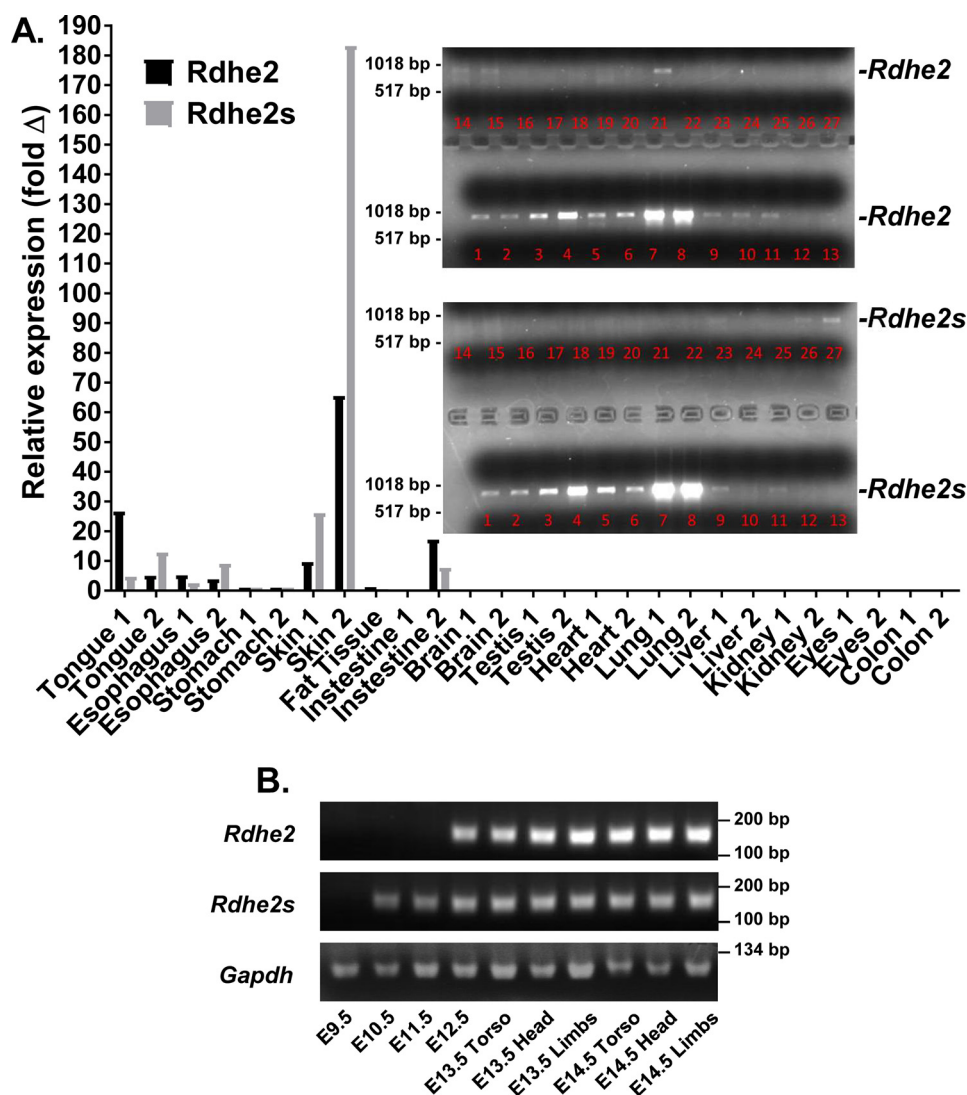 A.
190
180
170
160
150
140
130
120
110
100
90
80
70
60
50
40
30
20
10
0
Relative expression (fold Δ)
Rdhe2
Rdhe2s
1018 bp -
517 bp -
-Rdhe2
14 15 16 17 18 19 20 21 22 23 24 25 26 27
1018 bp -
517 bp -
-Rdhe2
1 2 3 4 5 6 7 8 9 10 11 12 13
1018 bp -
517 bp -
-Rdhe2s
14 15 16 17 18 19 20 21 22 23 24 25 26 27
1018 bp -
517 bp -
-Rdhe2s
1 2 3 4 5 6 7 8 9 10 11 12 13
Tongue 1
Tongue 2
Esophagus 1
Esophagus 2
Stomach 1
Stomach 2
Skin 1
Skin 2
Fat Tissue
Instestine 1
Instestine 2
Brain 1
Brain 2
Testis 1
Testis 2
Heart 1
Heart 2
Lung 1
Lung 2
Liver 1
Liver 2
Kidney 1
Kidney 2
Eyes 1
Eyes 2
Colon 1
Colon 2
B.
Rdhe2
200 bp
100 bp
Rdhe2s
200 bp
100 bp
Gapdh
134 bp
E9.5
E10.5
E11.5
E12.5
E13.5 Torso
E13.5 Head
E13.5 Limbs
E14.5 Torso
E14.5 Head
E14.5 Limbs